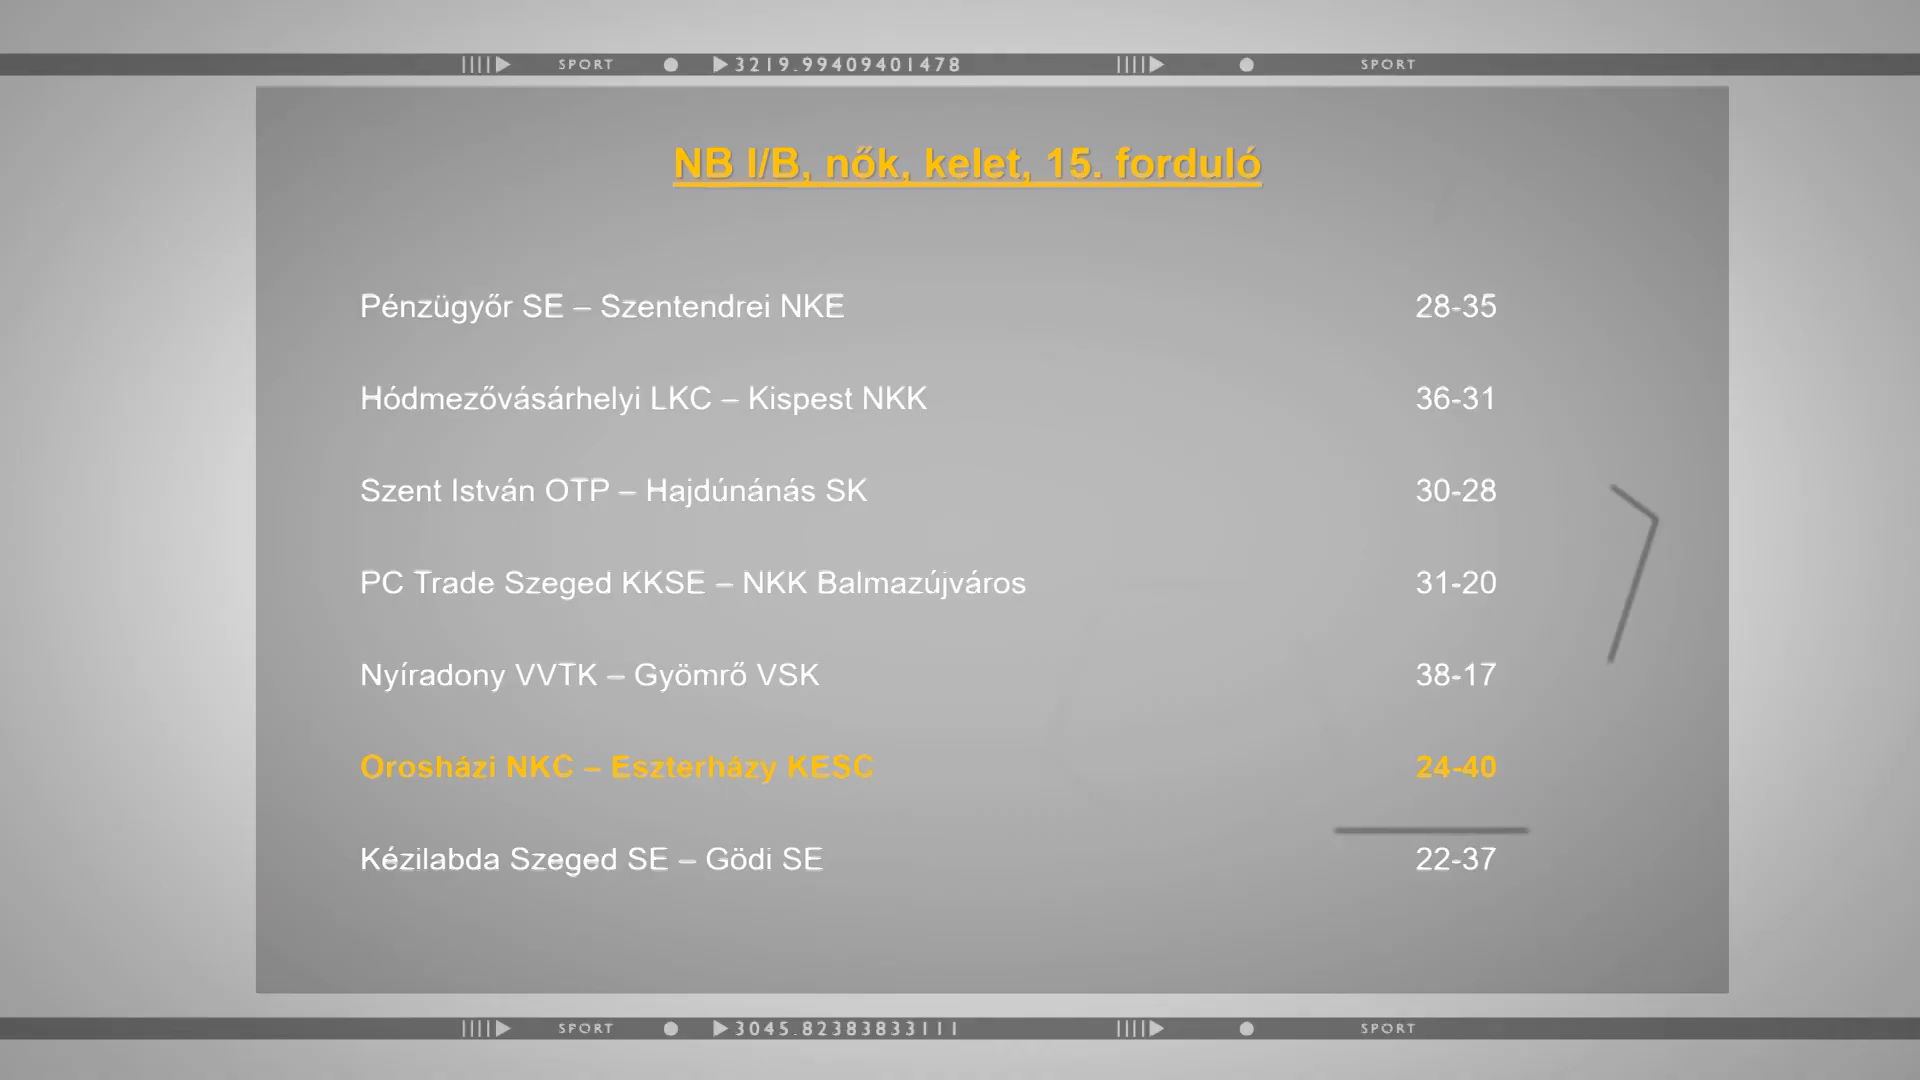 SPORT 3219.99409401478 SPORT
NB I/B, nők, kelet, 15. forduló
Pénzügyőr SE – Szentendrei NKE 28-35
Hódmezővásárhelyi LKC – Kispest NKK 36-31
Szent István OTP – Hajdúnánás SK 30-28
PC Trade Szeged KKSE – NKK Balmazújváros 31-20
Nyíradony VVTK – Gyömrő VSK 38-17
Orosházi NKC – Eszterházy KESC 24-40
Kézilabda Szeged SE – Gödi SE 22-37
SPORT 3045.82383833111 SPORT